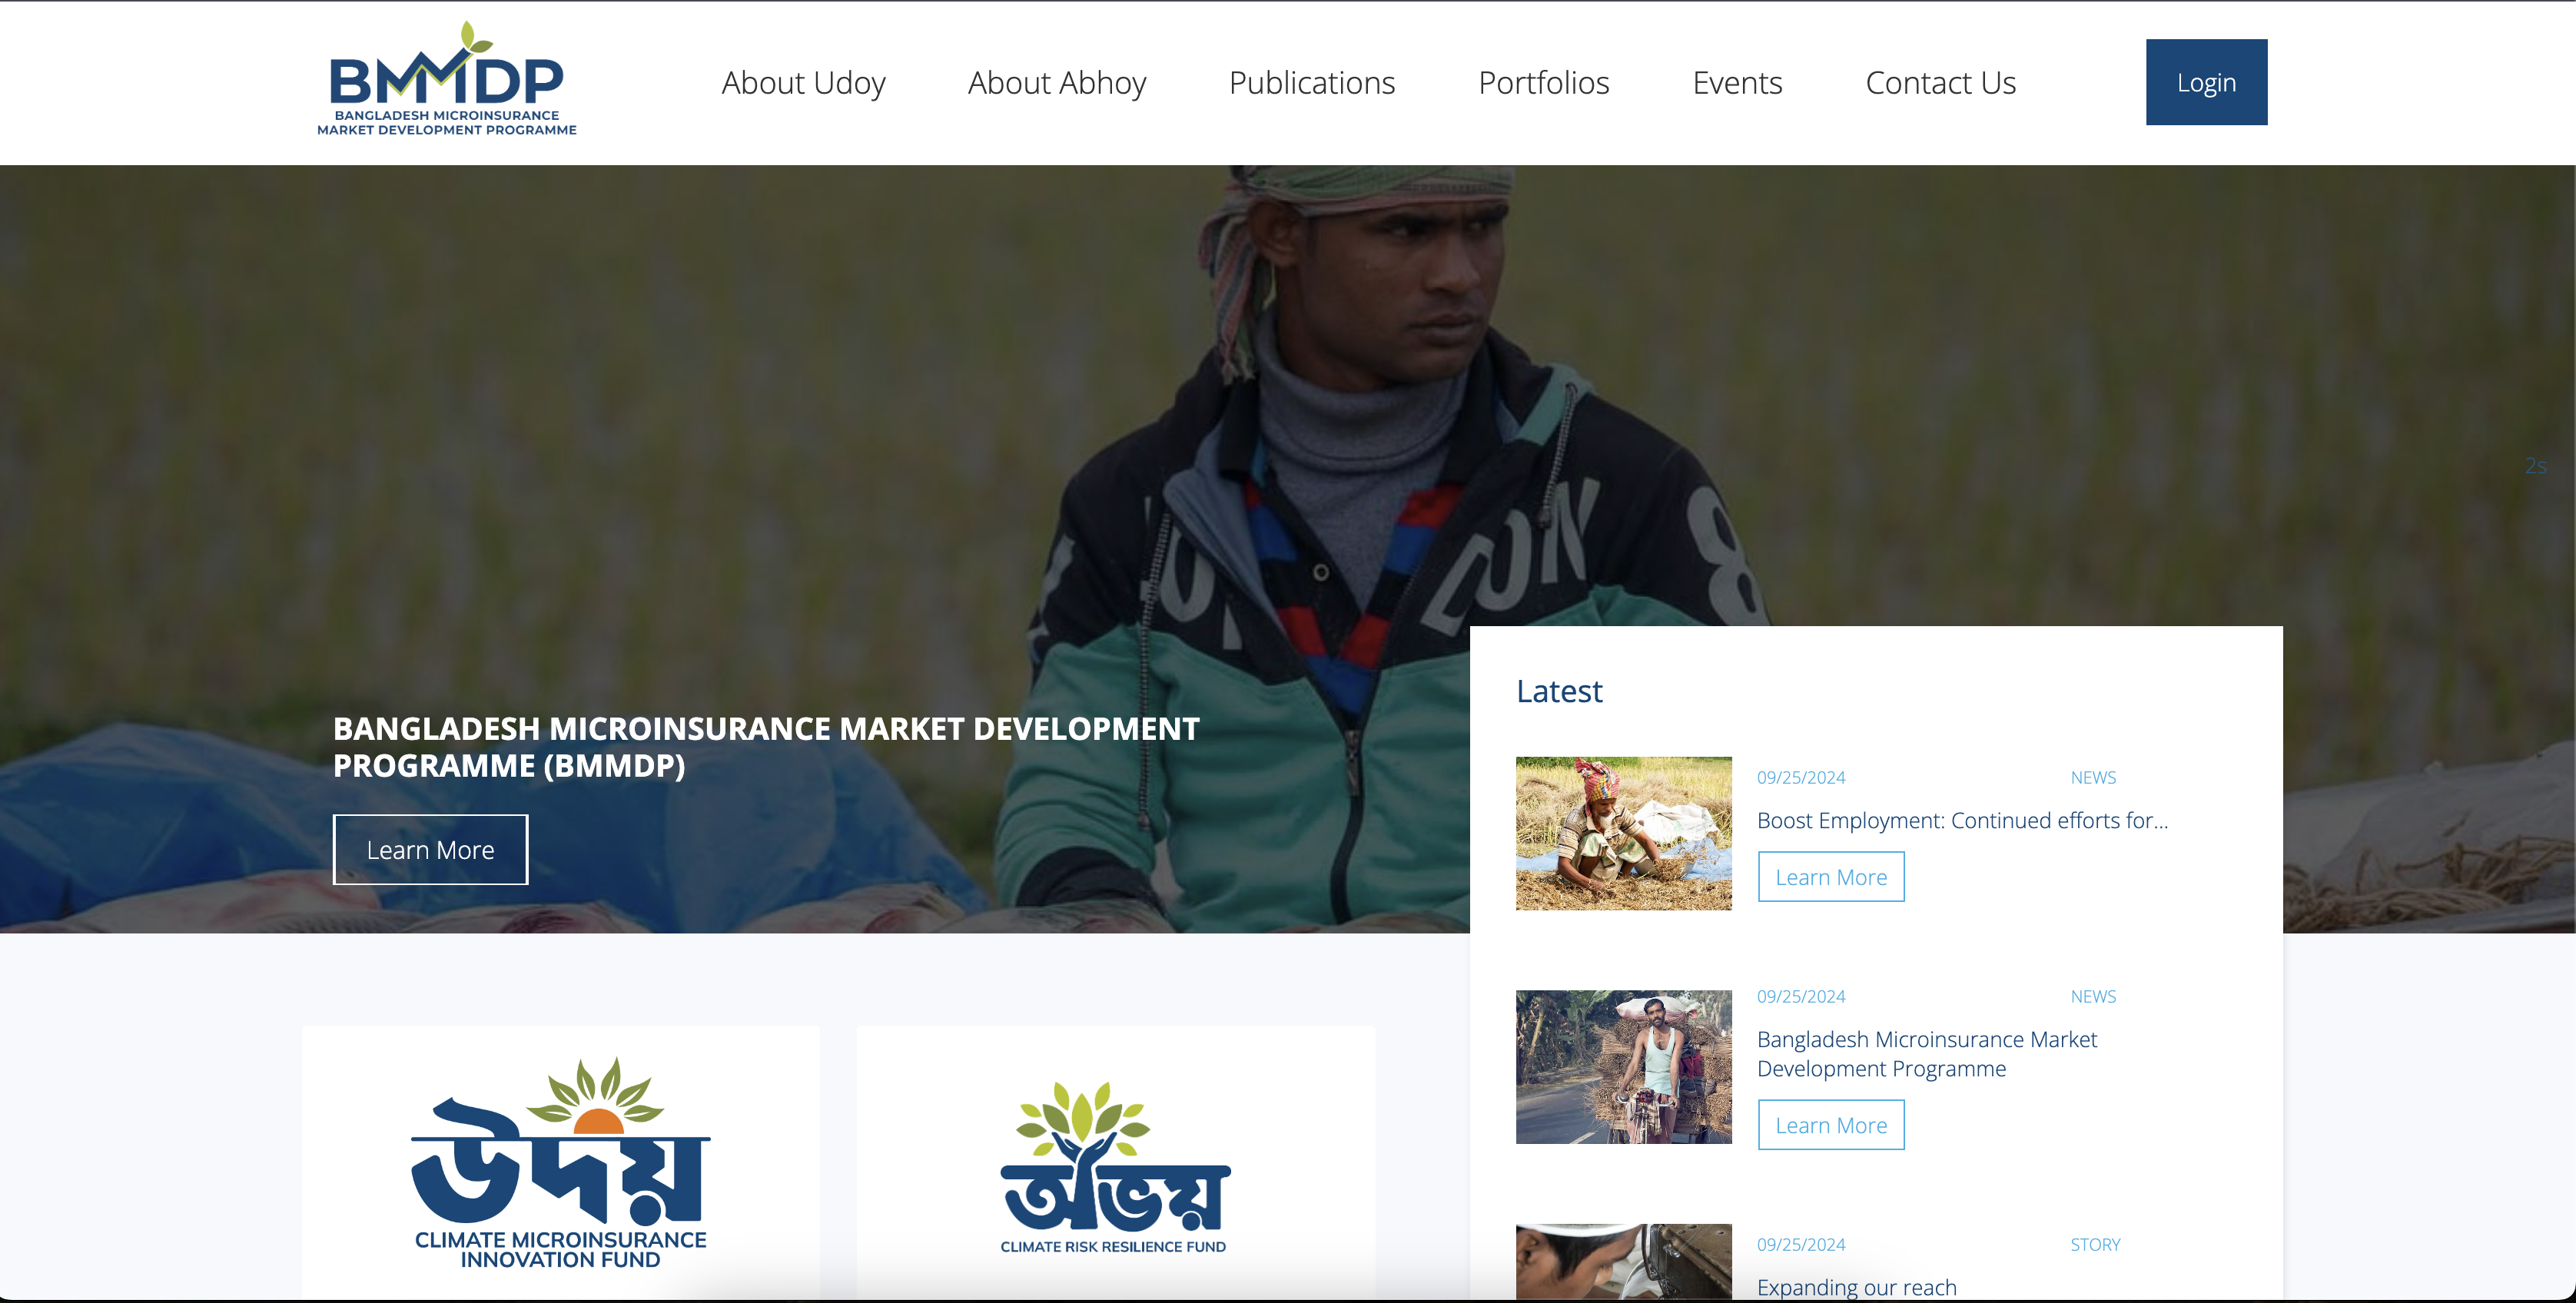 BMMDP
BANGLADESH MICROINSURANCE
MARKET DEVELOPMENT PROGRAMME
About Udoy
About Abhoy
Publications
Portfolios
Events
Contact Us
Login
2s
BANGLADESH MICROINSURANCE MARKET DEVELOPMENT
PROGRAMME (BMMDP)
Learn More
Latest
09/25/2024 NEWS
Boost Employment: Continued efforts for...
Learn More
09/25/2024 NEWS
Bangladesh Microinsurance Market
Development Programme
Learn More
09/25/2024 STORY
Expanding our reach
উদয়
CLIMATE MICROINSURANCE
INNOVATION FUND
অভয়
CLIMATE RISK RESILIENCE FUND